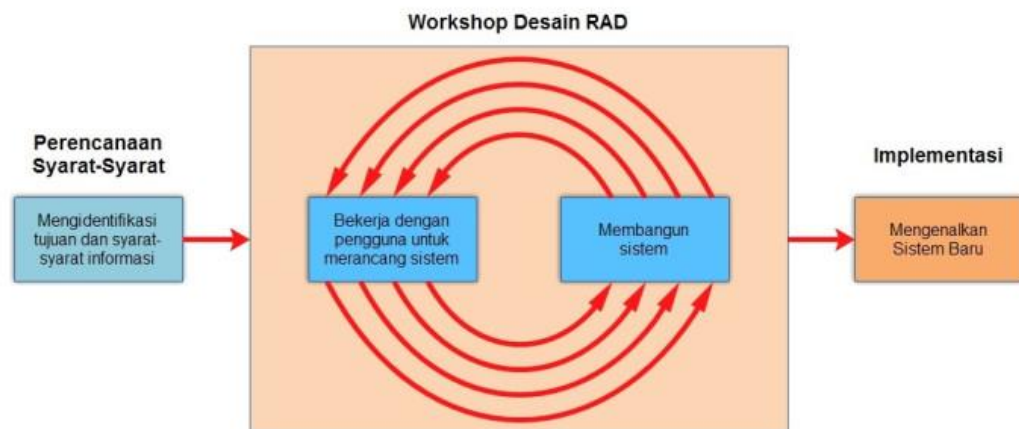 Workshop Desain RAD
Perencanaan
Syarat-Syarat
Mengidentifikasi
tujuan dan syarat-
syarat informasi
Bekerja dengan
pengguna untuk
merancang sistem
Membangun
sistem
Implementasi
Mengenalkan
Sistem Baru